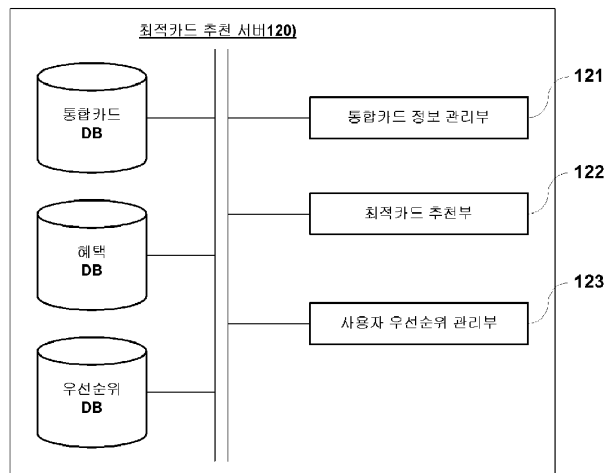 최적카드 추천 서버120)
통합카드
DB
혜택
DB
우선순위
DB
통합카드 정보 관리부
121
최적카드 추천부
122
사용자 우선순위 관리부
123